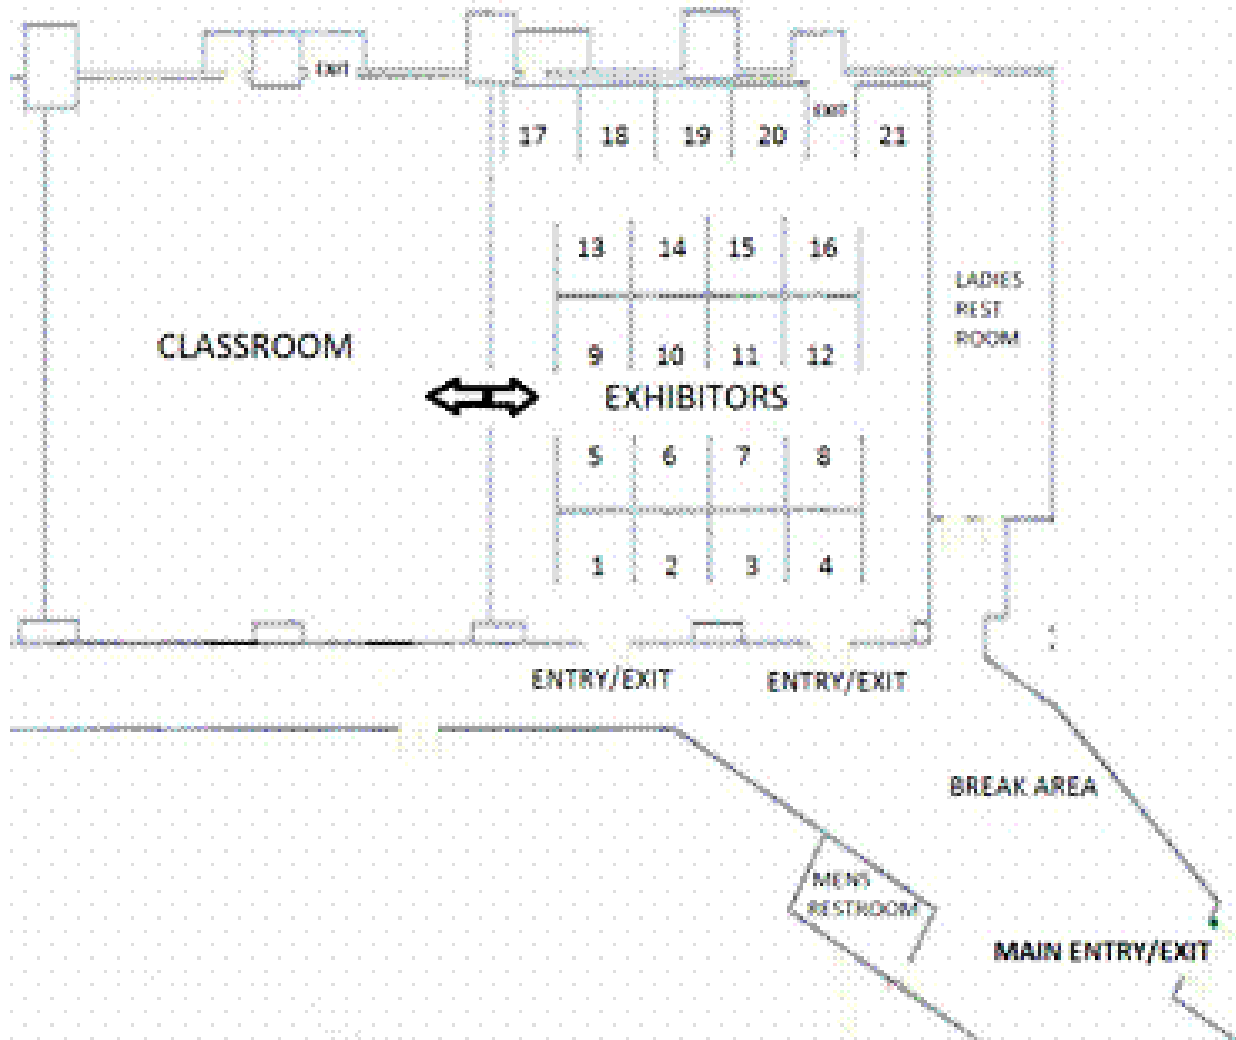 EXIT
EXIT
17 18 19 20 21
13 14 15 16
LADIES
REST
ROOM
CLASSROOM
9 10 11 12
EXHIBITORS
5 6 7 8
1 2 3 4
ENTRY/EXIT ENTRY/EXIT
BREAK AREA
MENS
RESTROOM
MAIN ENTRY/EXIT